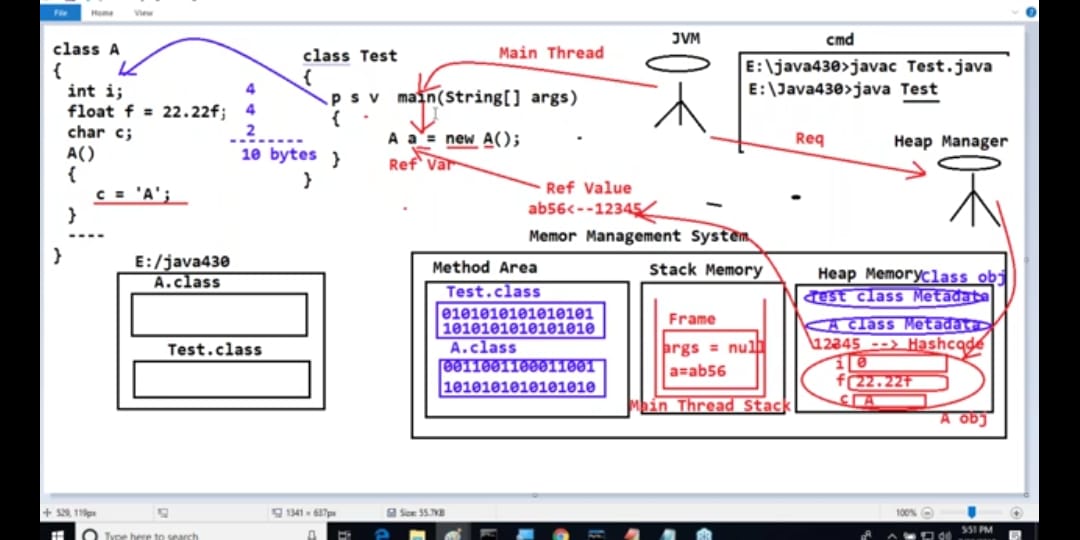 File Home View
class A
{
int i;
float f = 22.22f;
char c;
A()
{
c = 'A';
}
----
}
4
4
2
--------
10 bytes
class Test
{
p s v main(String[] args)
{
A a = new A();
Ref Var
}
}
Main Thread
JVM
cmd
E:\java430>javac Test.java
E:\Java430>java Test
Req
Heap Manager
Ref Value
ab56<--12345
Memor Management System
E:/java430
A.class
Test.class
Method Area
Test.class
0101010101010101
1010101010101010
A.class
0011001100011001
1010101010101010
Stack Memory
Frame
args = null
a=ab56
Main Thread Stack
Heap Memory
Class obj
Test class Metadata
A class Metadata
12345 --> Hashcode
i 0
f 22.22f
c A
A obj
529, 119px
1341 × 637px
Size: 55.7KB
100%
Type here to search
5:51 PM